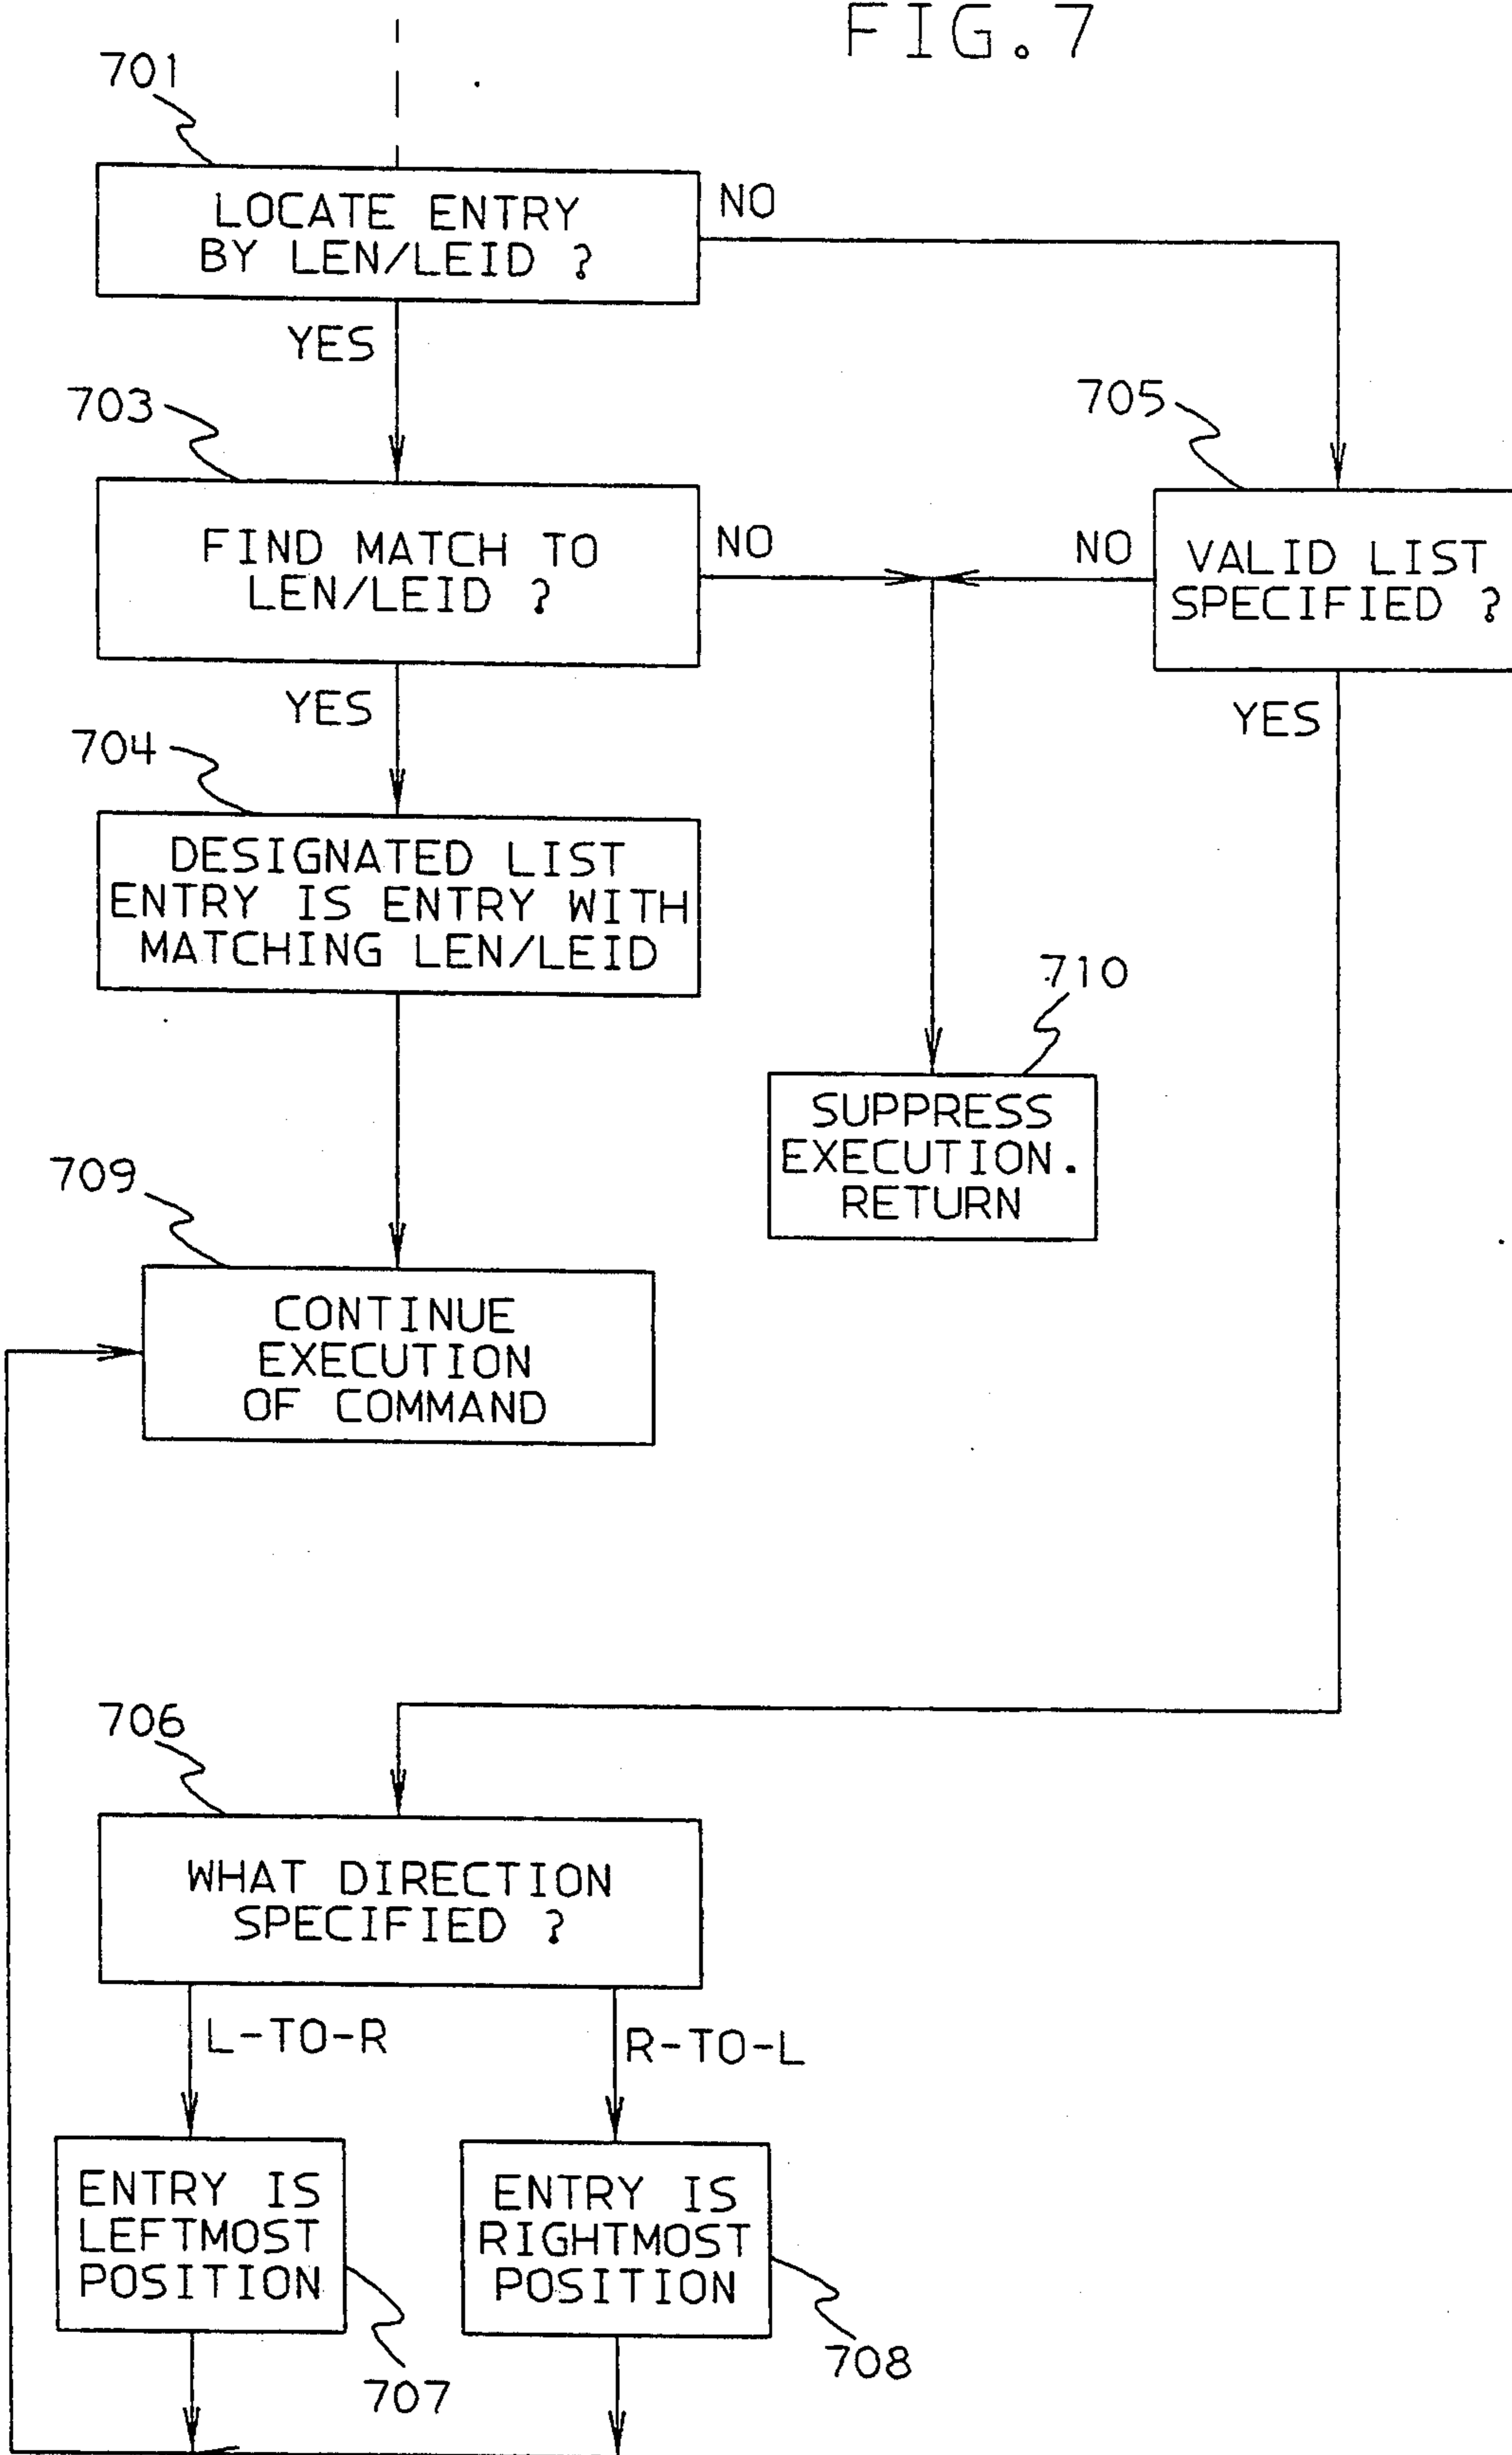 FIG.7
701
LOCATE ENTRY
BY LEN/LEID ?
NO
YES
703
705
FIND MATCH TO
LEN/LEID ?
NO
NO
VALID LIST
SPECIFIED ?
YES
YES
704
DESIGNATED LIST
ENTRY IS ENTRY WITH
MATCHING LEN/LEID
710
SUPPRESS
EXECUTION.
RETURN
709
CONTINUE
EXECUTION
OF COMMAND
706
WHAT DIRECTION
SPECIFIED ?
L-TO-R
R-TO-L
ENTRY IS
LEFTMOST
POSITION
ENTRY IS
RIGHTMOST
POSITION
707
708